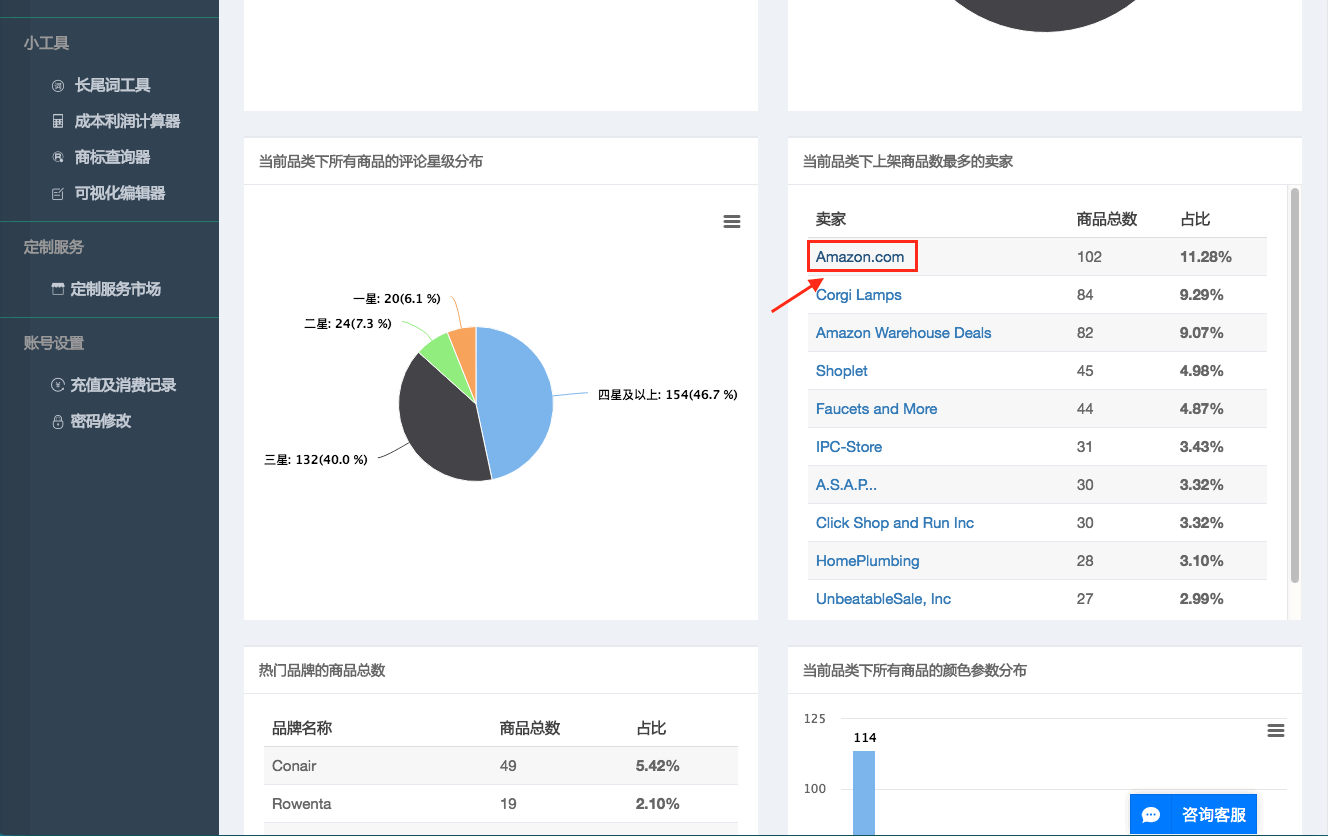 小工具
长尾词工具
成本利润计算器
商标查询器
可视化编辑器
定制服务
定制服务市场
账号设置
充值及消费记录
密码修改
当前品类下所有商品的评论星级分布
一星: 20(6.1 %)
二星: 24(7.3 %)
四星及以上: 154(46.7 %)
三星: 132(40.0 %)
当前品类下上架商品数最多的卖家
卖家 商品总数 占比
Amazon.com 102 11.28%
Corgi Lamps 84 9.29%
Amazon Warehouse Deals 82 9.07%
Shoplet 45 4.98%
Faucets and More 44 4.87%
IPC-Store 31 3.43%
A.S.A.P... 30 3.32%
Click Shop and Run Inc 30 3.32%
HomePlumbing 28 3.10%
UnbeatableSale, Inc 27 2.99%
热门品牌的商品总数
品牌名称 商品总数 占比
Conair 49 5.42%
Rowenta 19 2.10%
当前品类下所有商品的颜色参数分布
125
114
100
咨询客服